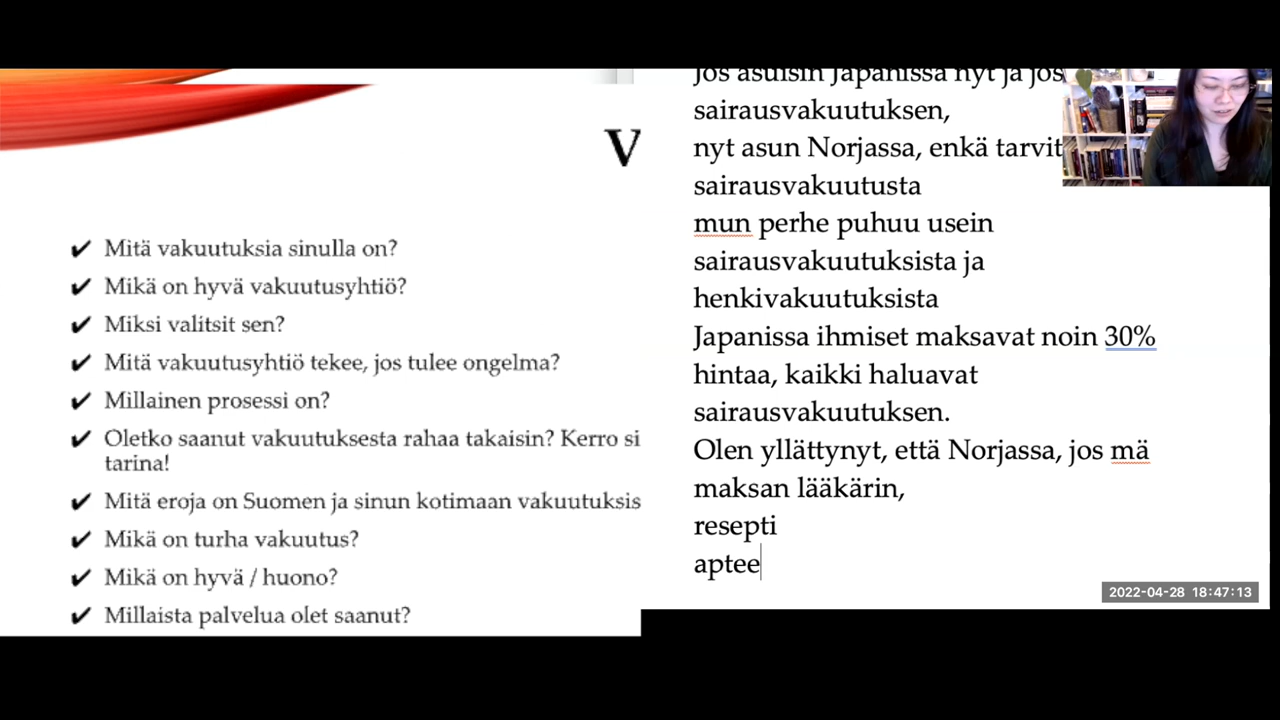 V
✔ Mitä vakuutuksia sinulla on?
✔ Mikä on hyvä vakuutusyhtiö?
✔ Miksi valitsit sen?
✔ Mitä vakuutusyhtiö tekee, jos tulee ongelma?
✔ Millainen prosessi on?
✔ Oletko saanut vakuutuksesta rahaa takaisin? Kerro si
tarina!
✔ Mitä eroja on Suomen ja sinun kotimaan vakuutuksis
✔ Mikä on turha vakuutus?
✔ Mikä on hyvä / huono?
✔ Millaista palvelua olet saanut?
Jos asuisin Japanissa nyt ja jos
sairausvakuutuksen,
nyt asun Norjassa, enkä tarvit
sairausvakuutusta
mun perhe puhuu usein
sairausvakuutuksista ja
henkivakuutuksista
Japanissa ihmiset maksavat noin 30%
hintaa, kaikki haluavat
sairausvakuutuksen.
Olen yllättynyt, että Norjassa, jos mä
maksan lääkärin,
resepti
aptee
2022-04-28 18:47:13